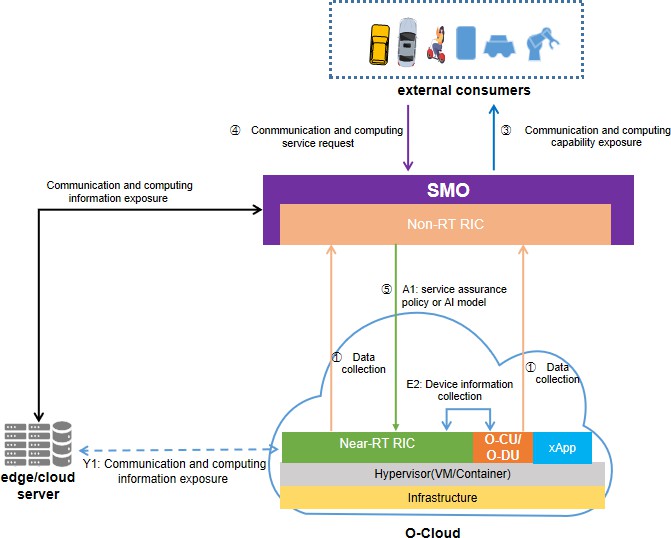 external consumers
④ Conmmunication and computing
service request
③ Communication and computing
capability exposure
Communication and computing
information exposure
SMO
Non-RT RIC
⑤ A1: service assurance
policy or AI model
① Data
collection
E2: Device information
collection
① Data
collection
Near-RT RIC
O-CU/
O-DU
xApp
edge/cloud
server
Y1: Communication and computing
information exposure
Hypervisor(VM/Container)
Infrastructure
O-Cloud